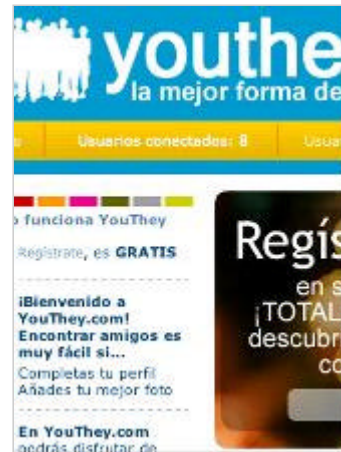 youthe
la mejor forma de
Usuarios conectados: 8
Usua
o funciona YouThey
Regístrate, es GRATIS
¡Bienvenido a
YouThey.com!
Encontrar amigos es
muy fácil si...
Completas tu perfil
Añades tu mejor foto
En YouThey.com
podrás disfrutar de
Regís
en s
¡TOTAL
descubr
co